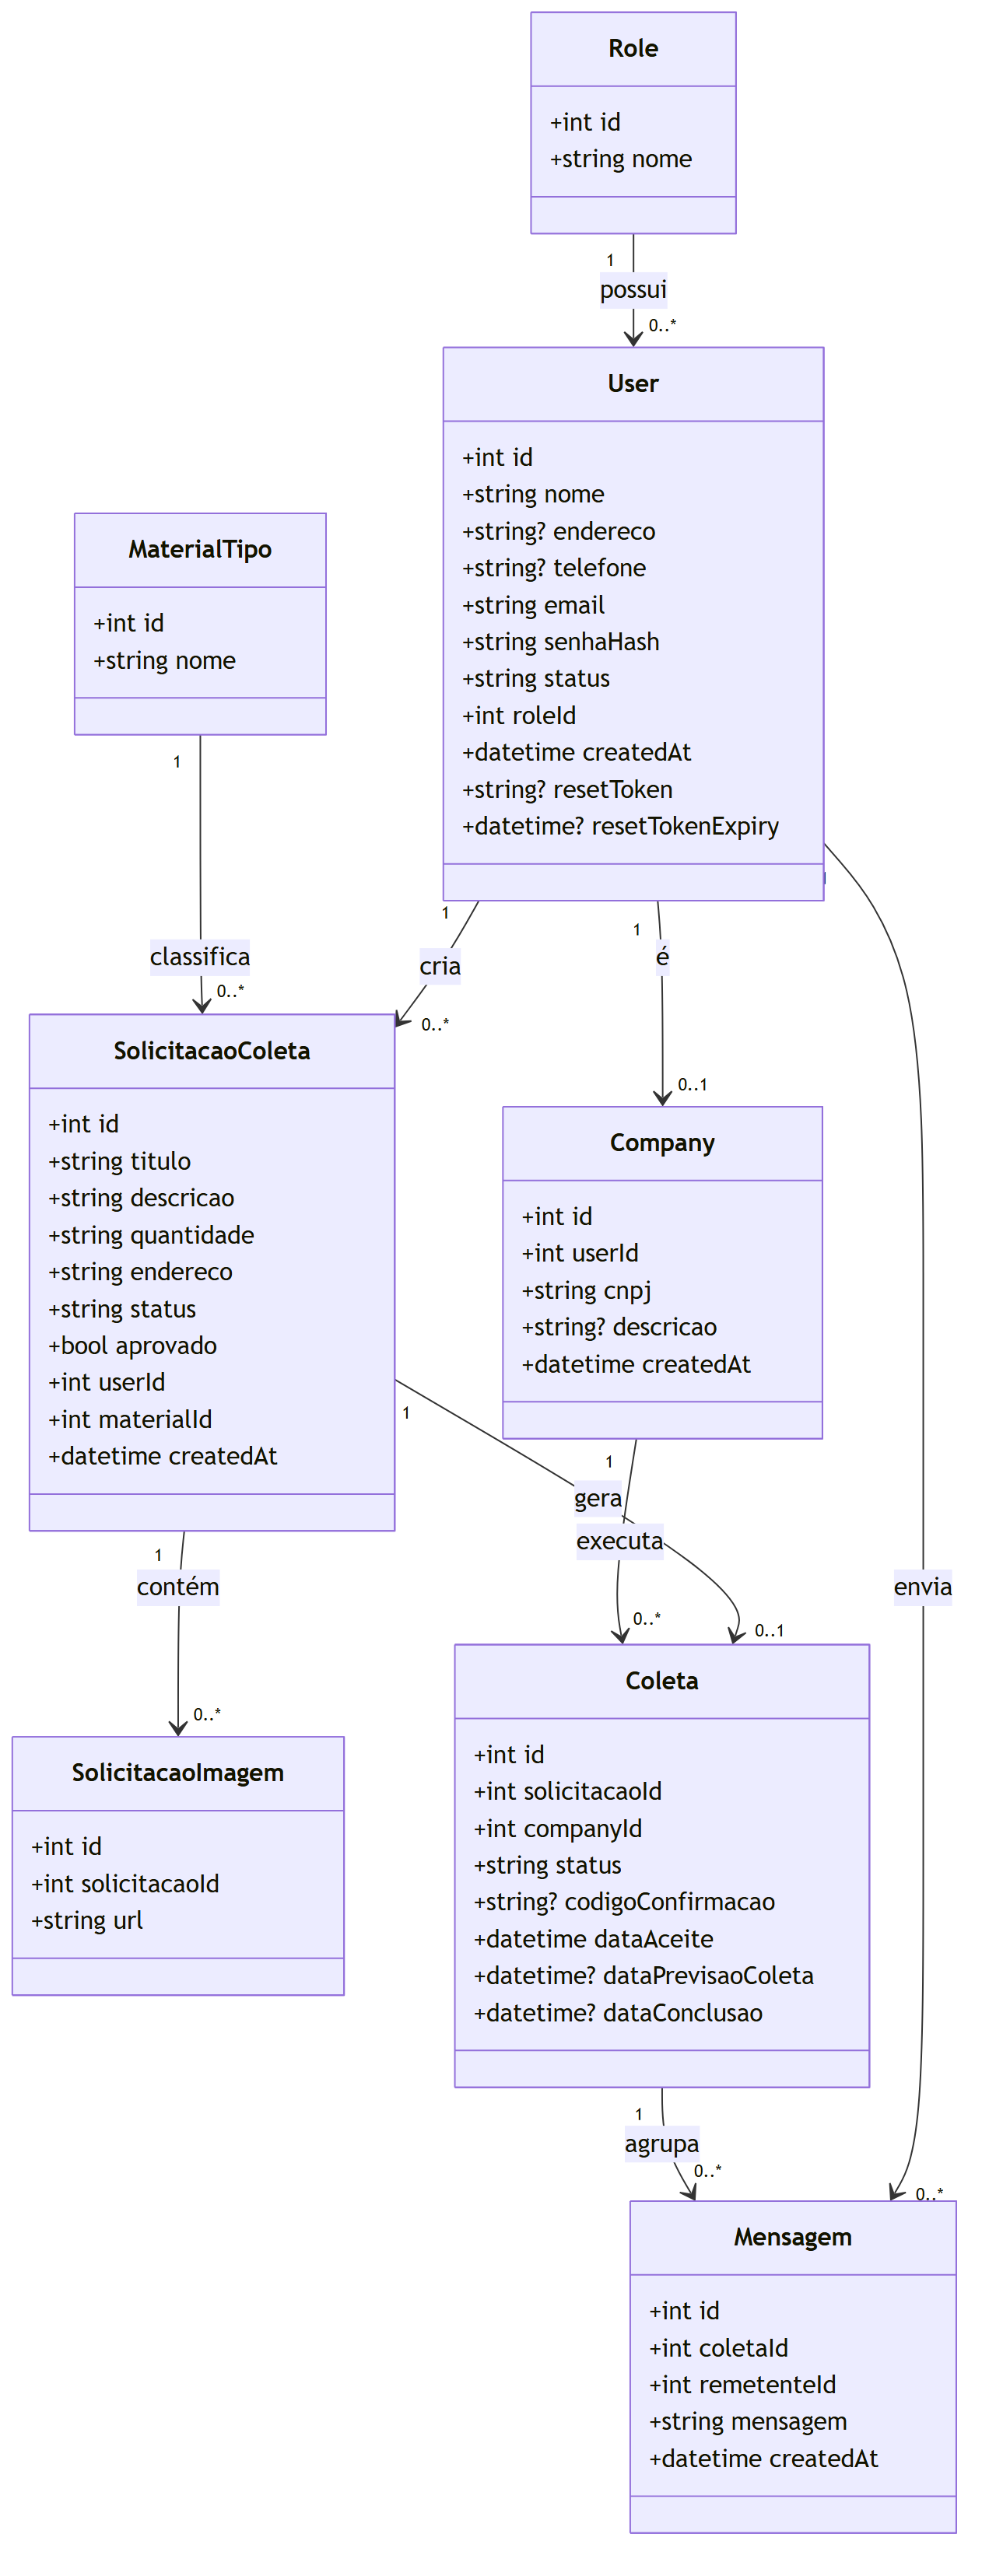 Role
+int id
+string nome
1
possui
0..*
User
+int id
+string nome
+string? endereco
+string? telefone
+string email
+string senhaHash
+string status
+int roleId
+datetime createdAt
+string? resetToken
+datetime? resetTokenExpiry
MaterialTipo
+int id
+string nome
1
classifica
0..*
1
cria
0..*
1
é
0..1
SolicitacaoColeta
+int id
+string titulo
+string descricao
+string quantidade
+string endereco
+string status
+bool aprovado
+int userId
+int materialId
+datetime createdAt
Company
+int id
+int userId
+string cnpj
+string? descricao
+datetime createdAt
1
gera
0..1
1
executa
0..*
1
contém
0..*
envia
0..*
SolicitacaoImagem
+int id
+int solicitacaoId
+string url
Coleta
+int id
+int solicitacaoId
+int companyId
+string status
+string? codigoConfirmacao
+datetime dataAceite
+datetime? dataPrevisaoColeta
+datetime? dataConclusao
1
agrupa
0..*
Mensagem
+int id
+int coletaId
+int remetenteId
+string mensagem
+datetime createdAt